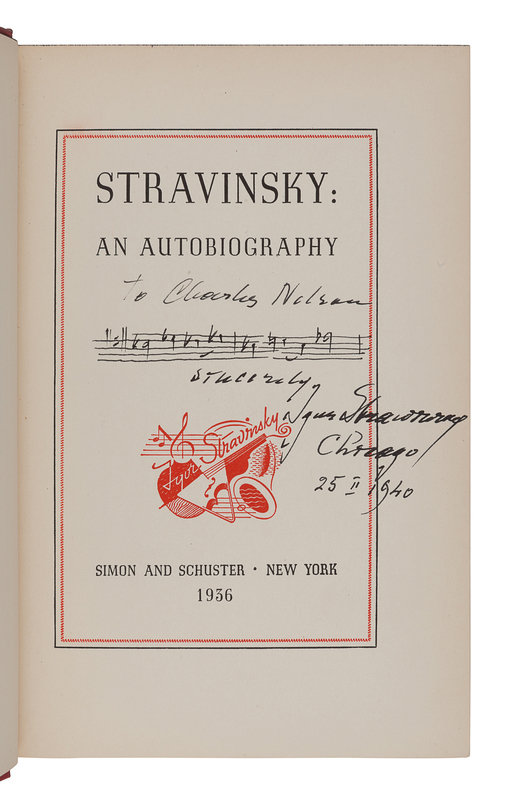 STRAVINSKY:
AN AUTOBIOGRAPHY
To Charles Nelson
sincerely,
Igor Strawinsky
Chicago
25 II 1940
Igor Stravinsky
SIMON AND SCHUSTER · NEW YORK
1936